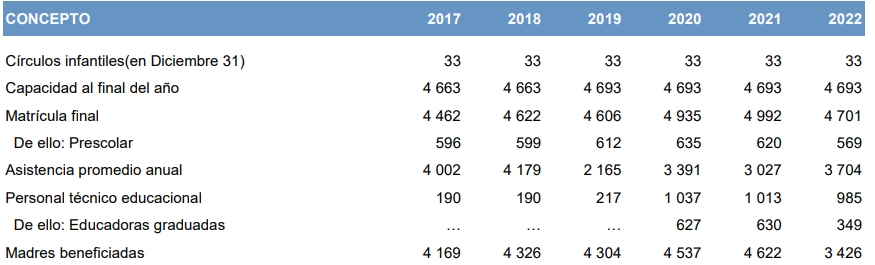 CONCEPTO 2017 2018 2019 2020 2021 2022
Círculos infantiles(en Diciembre 31) 33 33 33 33 33 33
Capacidad al final del año 4 663 4 663 4 693 4 693 4 693 4 693
Matrícula final 4 462 4 622 4 606 4 935 4 992 4 701
De ello: Prescolar 596 599 612 635 620 569
Asistencia promedio anual 4 002 4 179 2 165 3 391 3 027 3 704
Personal técnico educacional 190 190 217 1 037 1 013 985
De ello: Educadoras graduadas … … … 627 630 349
Madres beneficiadas 4 169 4 326 4 304 4 537 4 622 3 426